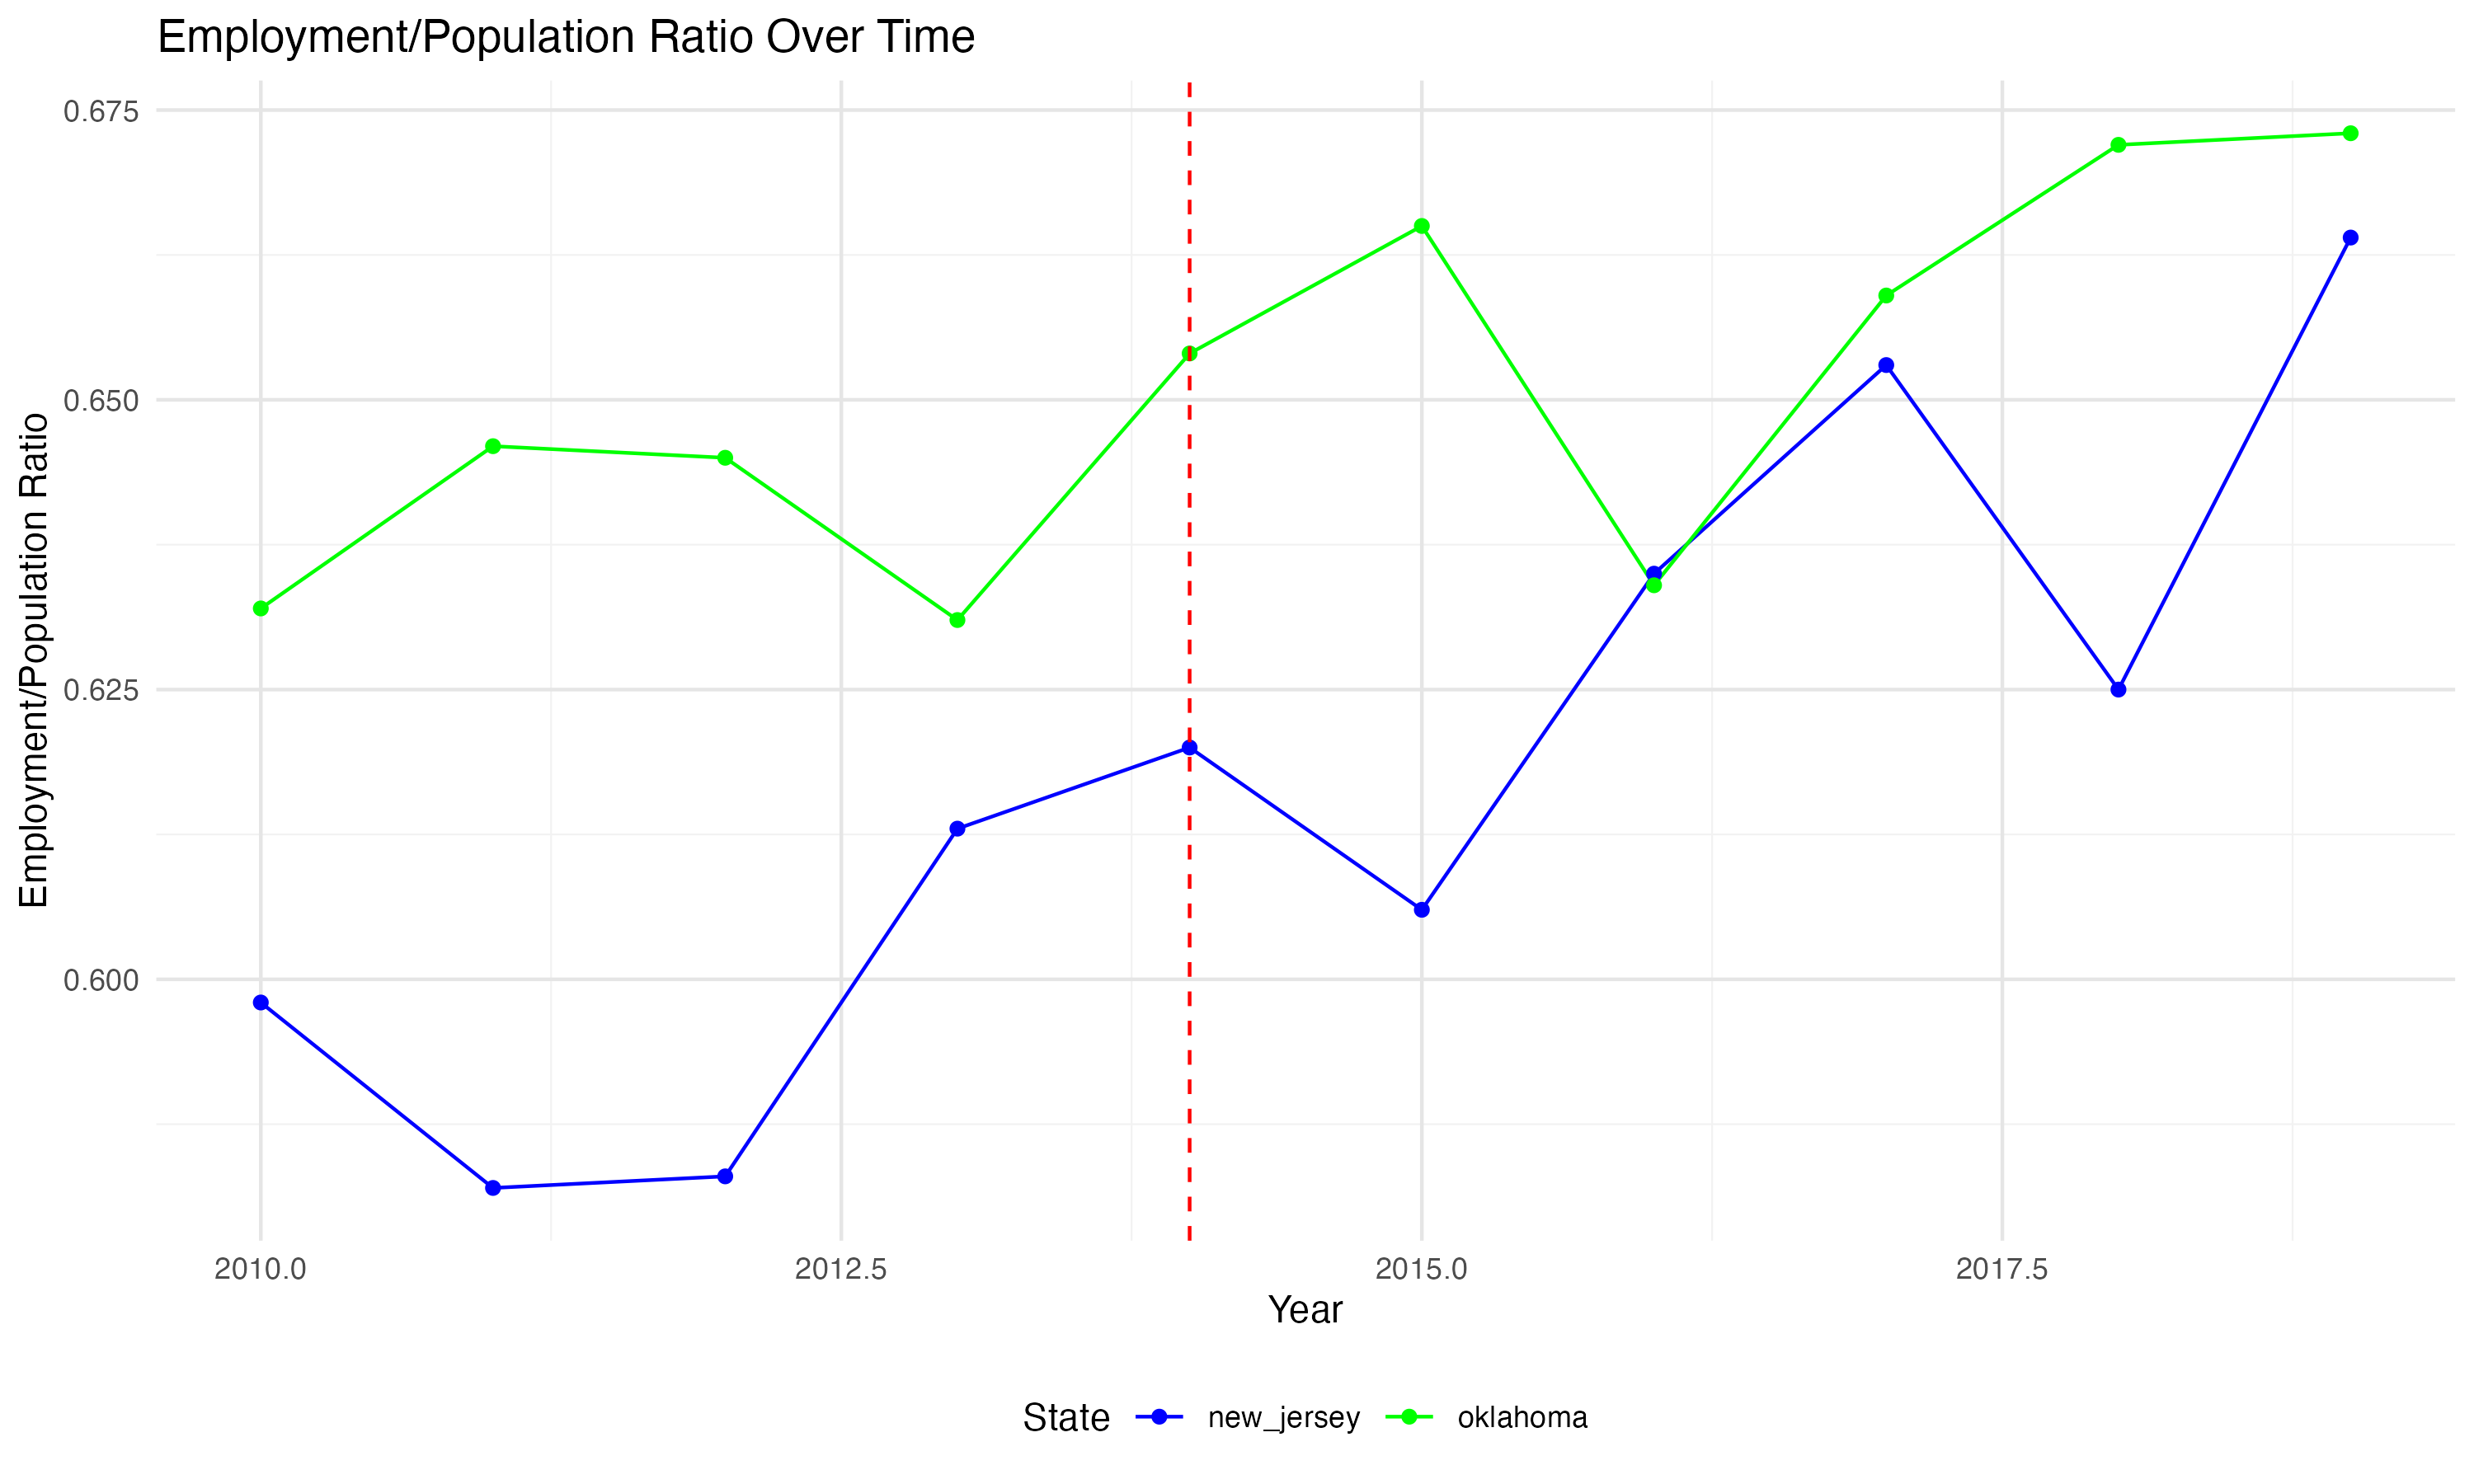 Employment/Population Ratio Over Time
Employment/Population Ratio
0.675
0.650
0.625
0.600
2010.0 2012.5 2015.0 2017.5
Year
State new_jersey oklahoma